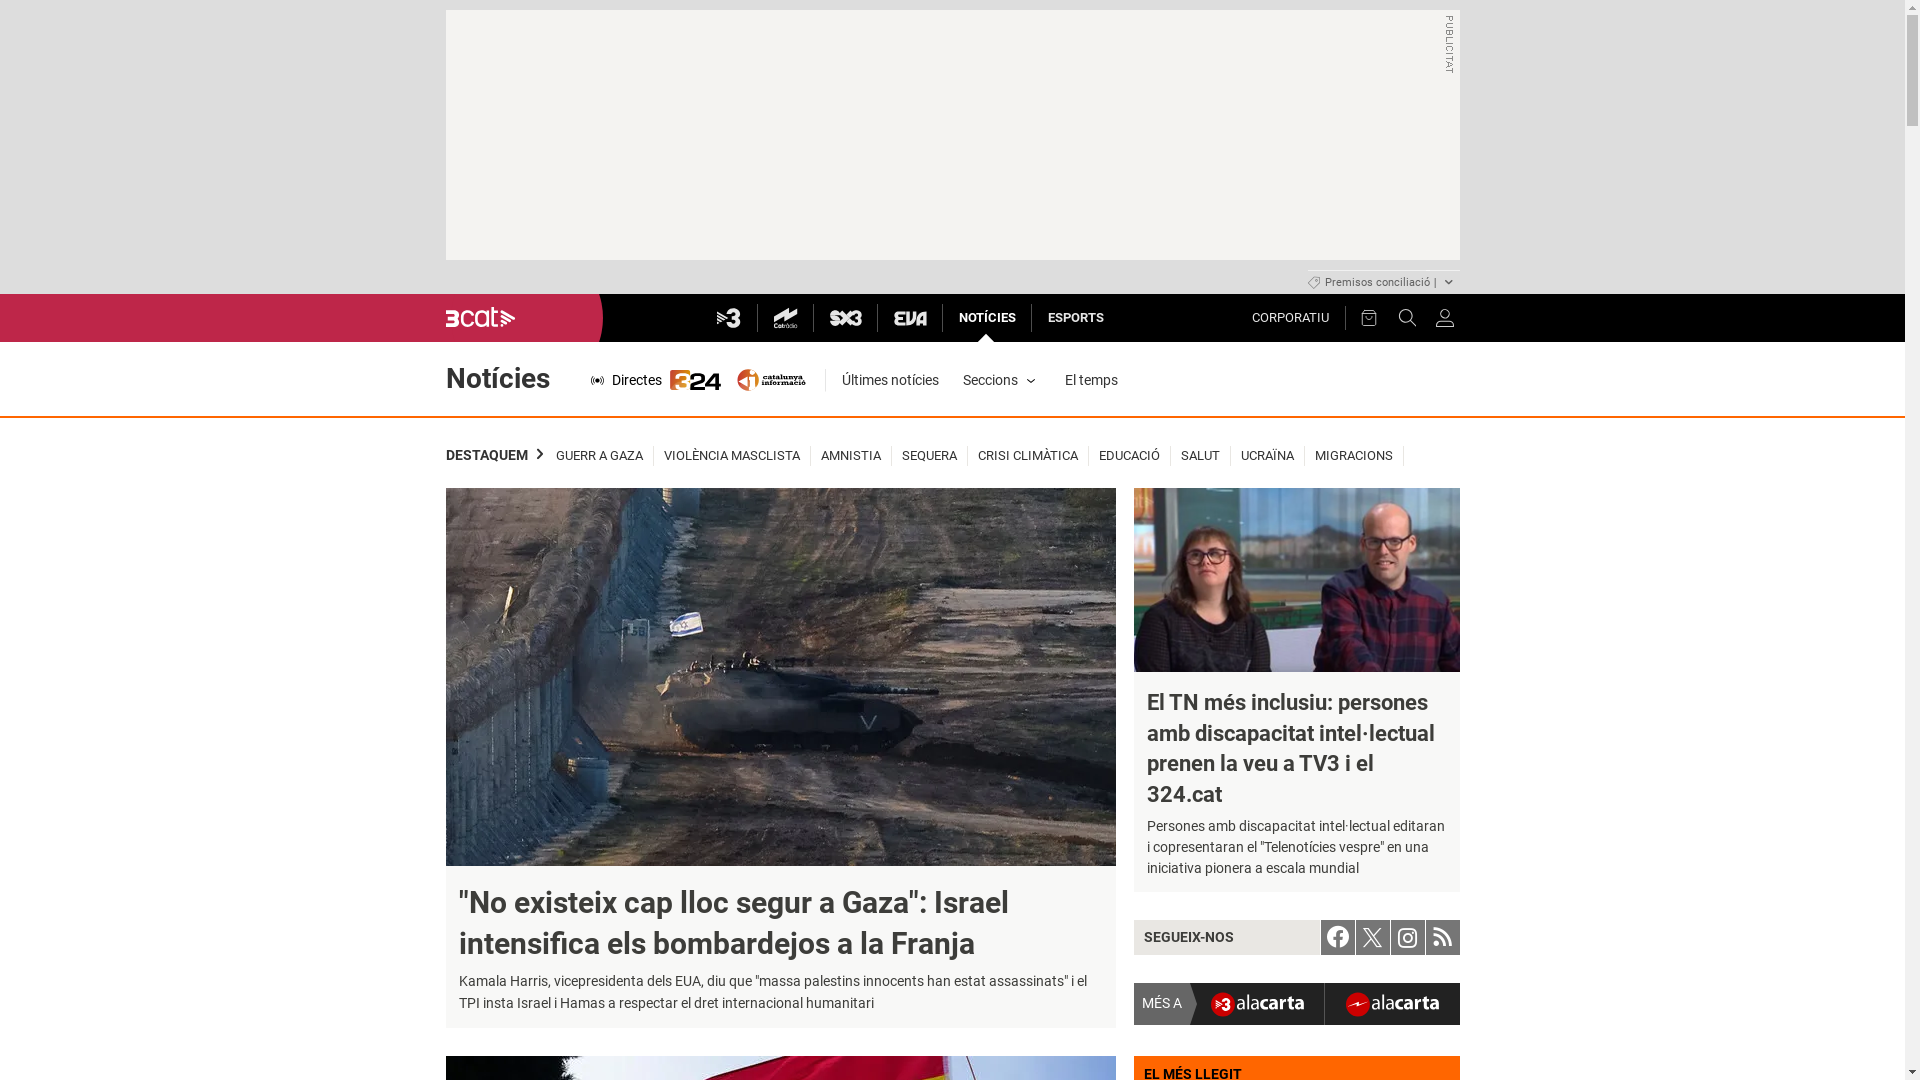 PUBLICITAT
Premisos conciliació |
3cat
3
Catràdio
SX3
EVA
NOTÍCIES
ESPORTS
CORPORATIU
Notícies
Directes
324
catalunya
informació
Últimes notícies
Seccions
El temps
DESTAQUEM
GUERR A GAZA
VIOLÈNCIA MASCLISTA
AMNISTIA
SEQUERA
CRISI CLIMÀTICA
EDUCACIÓ
SALUT
UCRAÏNA
MIGRACIONS
"No existeix cap lloc segur a Gaza": Israel
intensifica els bombardejos a la Franja
Kamala Harris, vicepresidenta dels EUA, diu que "massa palestins innocents han estat assassinats" i el
TPI insta Israel i Hamas a respectar el dret internacional humanitari
El TN més inclusiu: persones
amb discapacitat intel·lectual
prenen la veu a TV3 i el
324.cat
Persones amb discapacitat intel·lectual editaran
i copresentaran el "Telenotícies vespre" en una
iniciativa pionera a escala mundial
SEGUEIX-NOS
MÉS A
3 alacarta
alacarta
EL MÉS LLEGIT